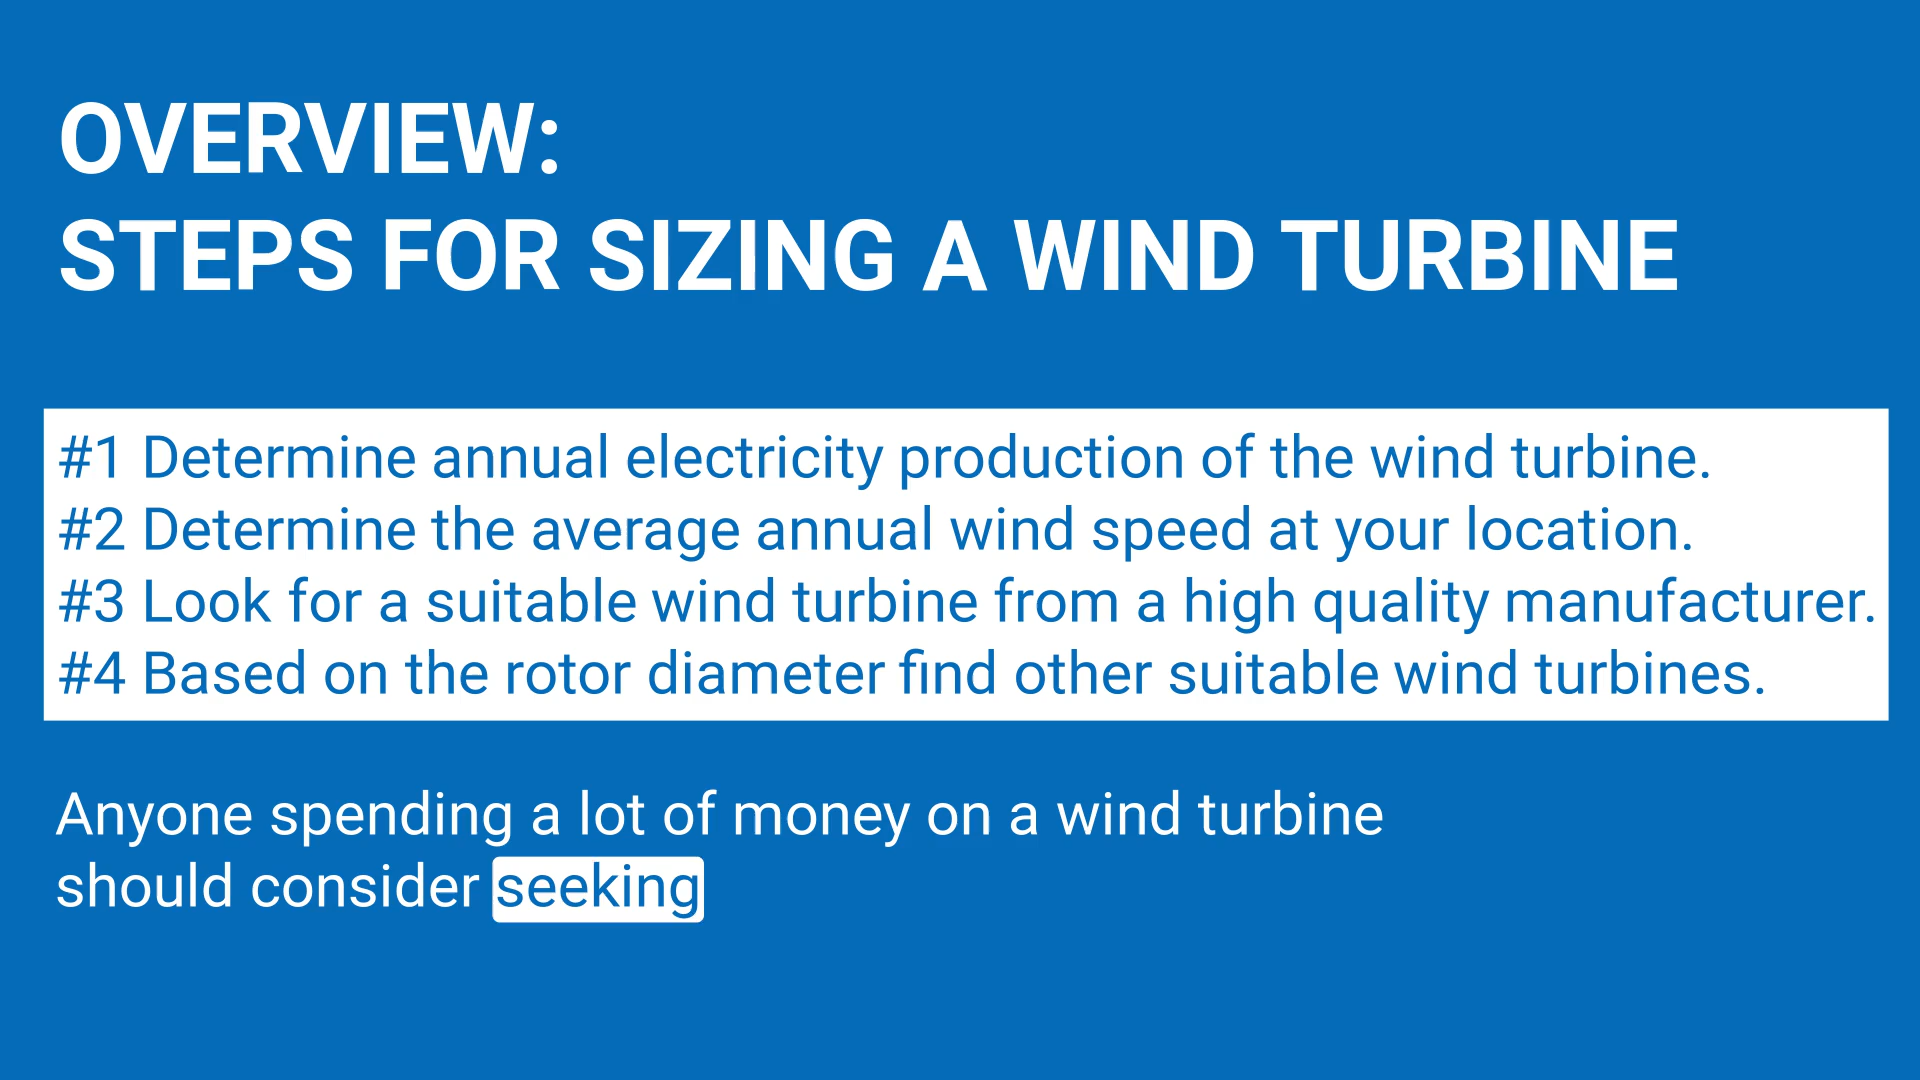 OVERVIEW:
STEPS FOR SIZING A WIND TURBINE
#1 Determine annual electricity production of the wind turbine.
#2 Determine the average annual wind speed at your location.
#3 Look for a suitable wind turbine from a high quality manufacturer.
#4 Based on the rotor diameter find other suitable wind turbines.
Anyone spending a lot of money on a wind turbine
should consider seeking